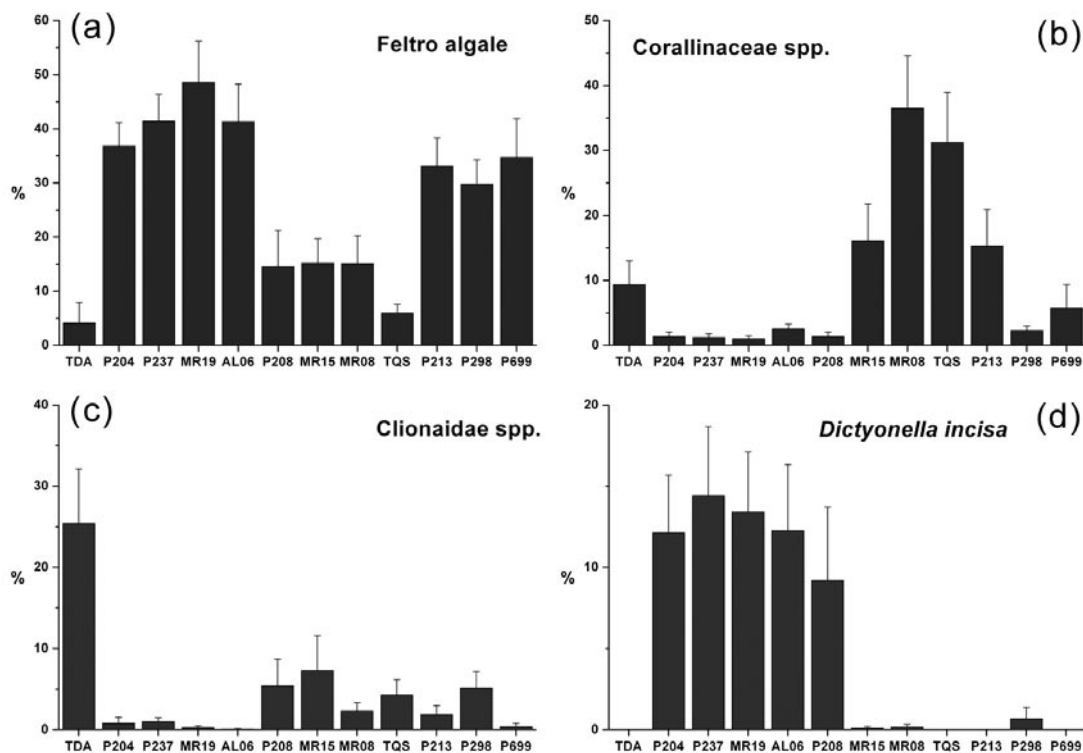 (a)
Feltro algale
60
50
40
30
20
10
0
%
TDA P204 P237 MR19 AL06 P208 MR15 MR08 TQS P213 P298 P699
(b)
Corallinaceae spp.
50
40
30
20
10
0
%
TDA P204 P237 MR19 AL06 P208 MR15 MR08 TQS P213 P298 P699
(c)
Clionaidae spp.
40
30
20
10
0
%
TDA P204 P237 MR19 AL06 P208 MR15 MR08 TQS P213 P298 P699
(d)
Dictyonella incisa
20
10
0
%
TDA P204 P237 MR19 AL06 P208 MR15 MR08 TQS P213 P298 P699